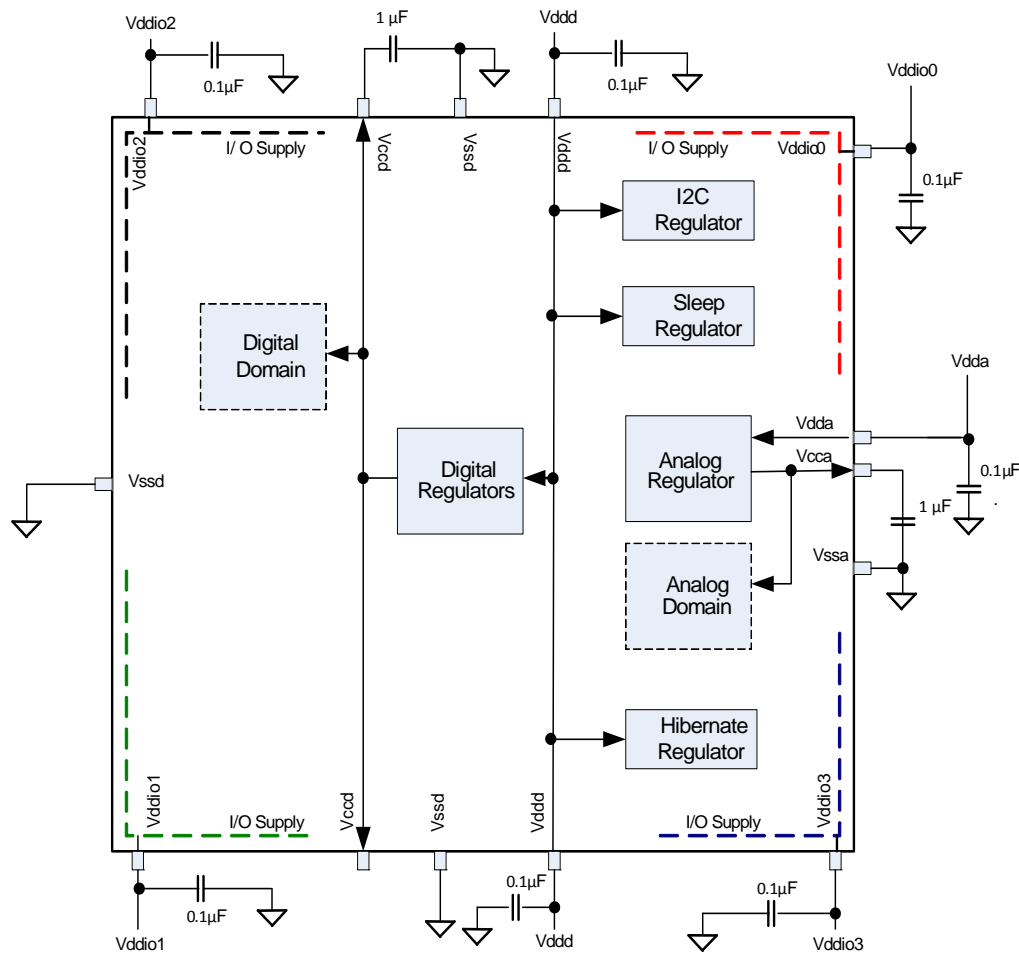 1 µF
Vddio2
Vddd
0.1µF
0.1µF
Vddio0
0.1µF
Vddio2
I/ O Supply
Vccd
Vssd
Vddd
I/ O Supply
Vddio0
I2C
Regulator
Sleep
Regulator
Digital
Domain
Vdda
Vdda
Vcca
Analog
Regulator
Digital
Regulators
0.1µF
.
1 µF
Vssd
Vssa
Analog
Domain
Hibernate
Regulator
Vddio1
I/O Supply
Vccd
Vssd
Vddd
I/O Supply
Vddio3
0.1µF
0.1µF
0.1µF
Vddio1
Vddd
Vddio3